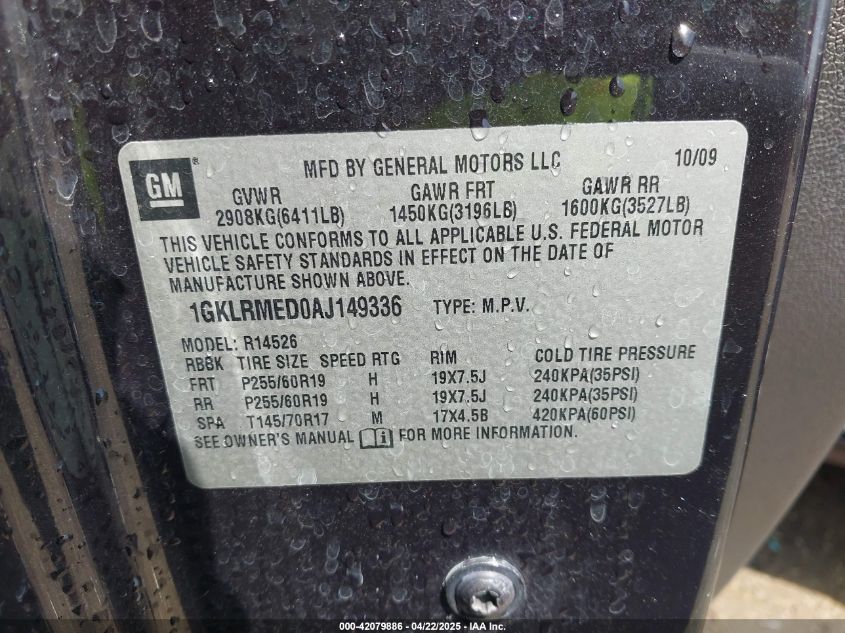 GM ® MFD BY GENERAL MOTORS LLC 10/09
GVWR GAWR FRT GAWR RR
2908KG(6411LB) 1450KG(3196LB) 1600KG(3527LB)
THIS VEHICLE CONFORMS TO ALL APPLICABLE U.S. FEDERAL MOTOR
VEHICLE SAFETY STANDARDS IN EFFECT ON THE DATE OF
MANUFACTURE SHOWN ABOVE.
1GKLRMED0AJ149336 TYPE: M.P.V.
MODEL: R14526
RBBK TIRE SIZE SPEED RTG RIM COLD TIRE PRESSURE
FRT P255/60R19 H 19X7.5J 240KPA(35PSI)
RR P255/60R19 H 19X7.5J 240KPA(35PSI)
SPA T145/70R17 M 17X4.5B 420KPA(60PSI)
SEE OWNER'S MANUAL FOR MORE INFORMATION.
000-42079886 - 04/22/2025 - IAA Inc.